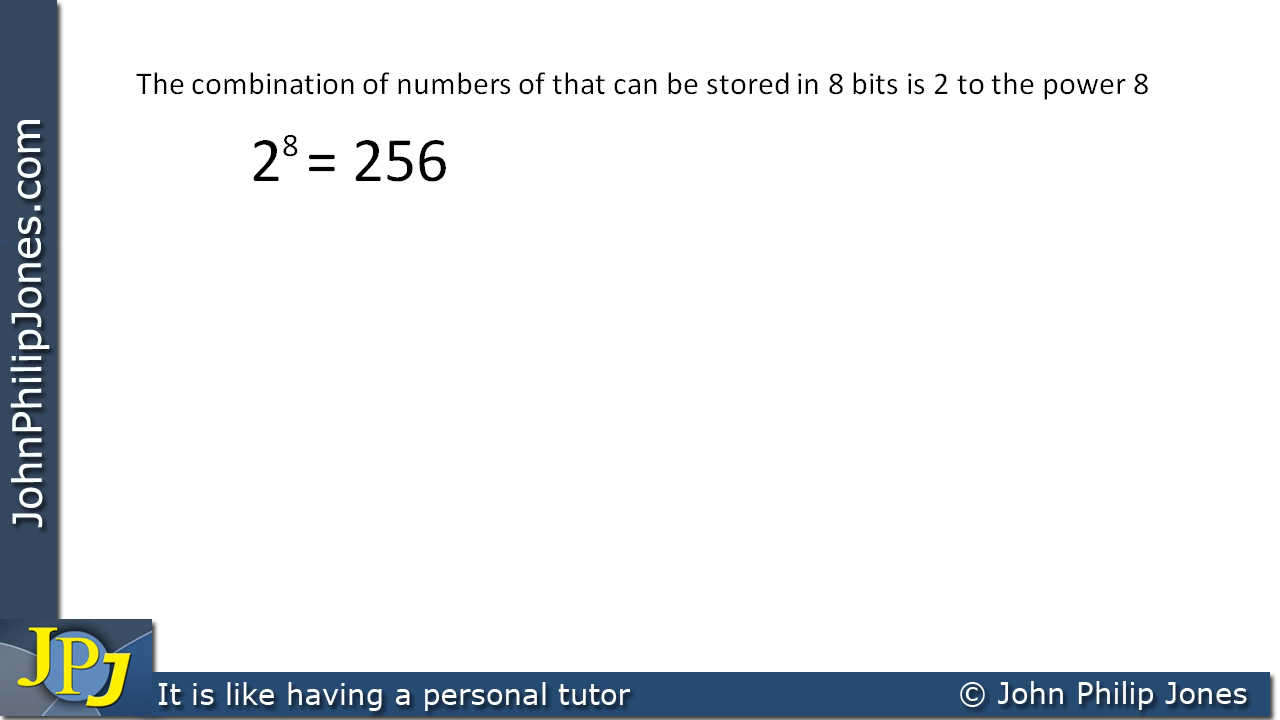 The combination of numbers of that can be stored in 8 bits is 2 to the power 8
2⁸ = 256
JohnPhilipJones.com
JPJ
It is like having a personal tutor
© John Philip Jones